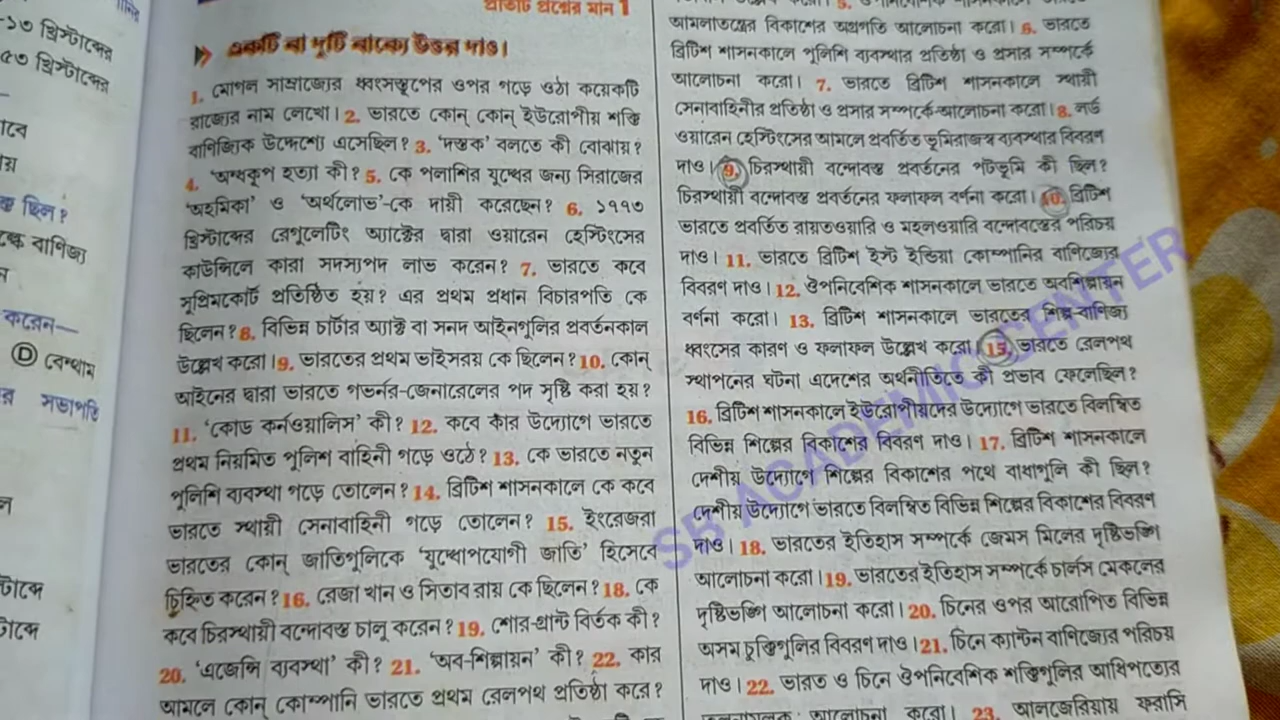 -১৩ খ্রিস্টাব্দের
৫৩ খ্রিস্টাব্দের
ছিল?
বাণিজ্য
করেন—
Ⓓ বেন্থাম
সভাপতি
প্রতিটি প্রশ্নের মান 1
একটি বা দুটি বাক্যে উত্তর দাও।
1. মোগল সাম্রাজ্যের ধ্বংসস্তূপের ওপর গড়ে ওঠা কয়েকটি
রাজ্যের নাম লেখো। 2. ভারতে কোন্ কোন্ ইউরোপীয় শক্তি
বাণিজ্যিক উদ্দেশ্যে এসেছিল? 3. 'দস্তক' বলতে কী বোঝায়?
4. 'অন্ধকূপ হত্যা কী? 5. কে পলাশির যুদ্ধের জন্য সিরাজের
'অহমিকা' ও 'অর্থলোভ'-কে দায়ী করেছেন? 6. ১৭৭৩
খ্রিস্টাব্দের রেগুলেটিং অ্যাক্টের দ্বারা ওয়ারেন হেস্টিংসের
কাউন্সিলে কারা সদস্যপদ লাভ করেন? 7. ভারতে কবে
সুপ্রিমকোর্ট প্রতিষ্ঠিত হয়? এর প্রথম প্রধান বিচারপতি কে
ছিলেন? 8. বিভিন্ন চার্টার অ্যাক্ট বা সনদ আইনগুলির প্রবর্তনকাল
উল্লেখ করো। 9. ভারতের প্রথম ভাইসরয় কে ছিলেন? 10. কোন্
আইনের দ্বারা ভারতে গভর্নর-জেনারেলের পদ সৃষ্টি করা হয়?
11. 'কোড কর্নওয়ালিস' কী? 12. কবে কার উদ্যোগে ভারতে
প্রথম নিয়মিত পুলিশ বাহিনী গড়ে ওঠে? 13. কে ভারতে নতুন
পুলিশি ব্যবস্থা গড়ে তোলেন? 14. ব্রিটিশ শাসনকালে কে কবে
ভারতে স্থায়ী সেনাবাহিনী গড়ে তোলেন? 15. ইংরেজরা
ভারতের কোন্ জাতিগুলিকে 'যুদ্ধোপযোগী জাতি' হিসেবে
চিহ্নিত করেন? 16. রেজা খান ও সিতাব রায় কে ছিলেন? 18. কে
কবে চিরস্থায়ী বন্দোবস্ত চালু করেন? 19. শোর-গ্রান্ট বির্তক কী?
20. 'এজেন্সি ব্যবস্থা' কী? 21. 'অব-শিল্পায়ন' কী? 22. কার
আমলে কোন্ কোম্পানি ভারতে প্রথম রেলপথ প্রতিষ্ঠা করে?
আমলাতন্ত্রের বিকাশের অগ্রগতি আলোচনা করো। 6. ভারতে
ব্রিটিশ শাসনকালে পুলিশি ব্যবস্থার প্রতিষ্ঠা ও প্রসার সম্পর্কে
আলোচনা করো। 7. ভারতে ব্রিটিশ শাসনকালে স্থায়ী
সেনাবাহিনীর প্রতিষ্ঠা ও প্রসার সম্পর্কে আলোচনা করো। 8. লর্ড
ওয়ারেন হেস্টিংসের আমলে প্রবর্তিত ভূমিরাজস্ব ব্যবস্থার বিবরণ
দাও। 9. চিরস্থায়ী বন্দোবস্ত প্রবর্তনের পটভূমি কী ছিল?
চিরস্থায়ী বন্দোবস্ত প্রবর্তনের ফলাফল বর্ণনা করো। 10. ব্রিটিশ
ভারতে প্রবর্তিত রায়তওয়ারি ও মহলওয়ারি বন্দোবস্তের পরিচয়
দাও। 11. ভারতে ব্রিটিশ ইস্ট ইন্ডিয়া কোম্পানির বাণিজ্যের
বিবরণ দাও। 12. ঔপনিবেশিক শাসনকালে ভারতে অবশিল্পায়ন
বর্ণনা করো। 13. ব্রিটিশ শাসনকালে ভারতের শিল্প-বাণিজ্য
ধ্বংসের কারণ ও ফলাফল উল্লেখ করো। 15. ভারতে রেলপথ
স্থাপনের ঘটনা এদেশের অর্থনীতিতে কী প্রভাব ফেলেছিল?
16. ব্রিটিশ শাসনকালে ইউরোপীয়দের উদ্যোগে ভারতে বিলম্বিত
বিভিন্ন শিল্পের বিকাশের বিবরণ দাও। 17. ব্রিটিশ শাসনকালে
দেশীয় উদ্যোগে শিল্পের বিকাশের পথে বাধাগুলি কী ছিল?
দেশীয় উদ্যোগে ভারতে বিলম্বিত বিভিন্ন শিল্পের বিকাশের বিবরণ
দাও। 18. ভারতের ইতিহাস সম্পর্কে জেমস মিলের দৃষ্টিভঙ্গি
আলোচনা করো। 19. ভারতের ইতিহাস সম্পর্কে চার্লস মেকলের
দৃষ্টিভঙ্গি আলোচনা করো। 20. চিনের ওপর আরোপিত বিভিন্ন
অসম চুক্তিগুলির বিবরণ দাও। 21. চিনে ক্যান্টন বাণিজ্যের পরিচয়
দাও। 22. ভারত ও চিনে ঔপনিবেশিক শক্তিগুলির আধিপত্যের
আলোচনা করো। 23. আলজেরিয়ায় ফরাসি
SB ACADEMIC CENTER